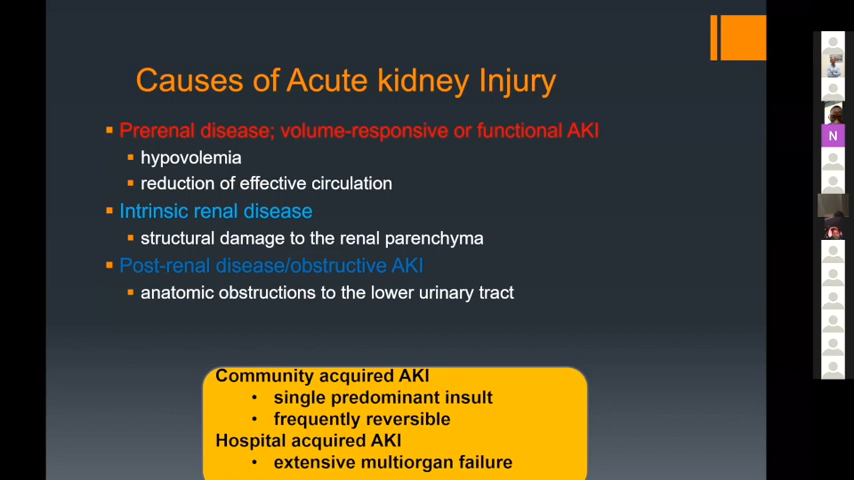 Causes of Acute kidney Injury
Prerenal disease; volume-responsive or functional AKI
hypovolemia
reduction of effective circulation
Intrinsic renal disease
structural damage to the renal parenchyma
Post-renal disease/obstructive AKI
anatomic obstructions to the lower urinary tract
Community acquired AKI
• single predominant insult
• frequently reversible
Hospital acquired AKI
• extensive multiorgan failure
N